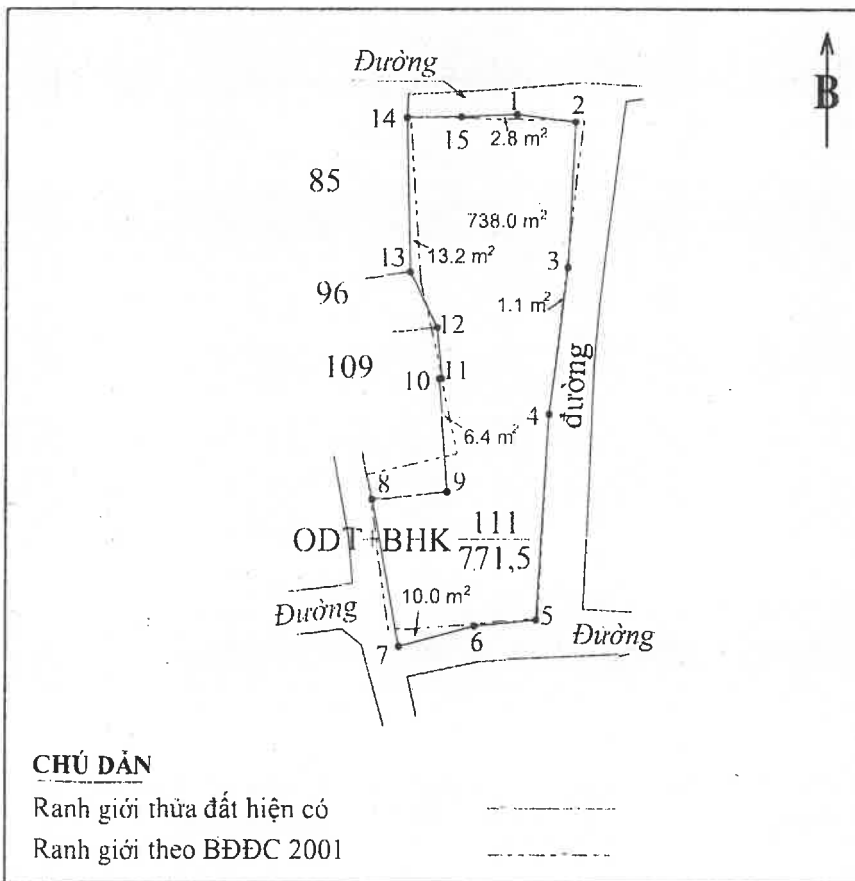 Đường
B
14
15
1
2
2.8 m²
85
738.0 m²
13
13.2 m²
3
96
1.1 m²
12
109
10
11
đường
4
6.4 m²
8
9
ODT+BHK 111
771,5
10.0 m²
Đường
7
6
5
Đường
CHÚ DẪN
Ranh giới thửa đất hiện có
Ranh giới theo BĐĐC 2001